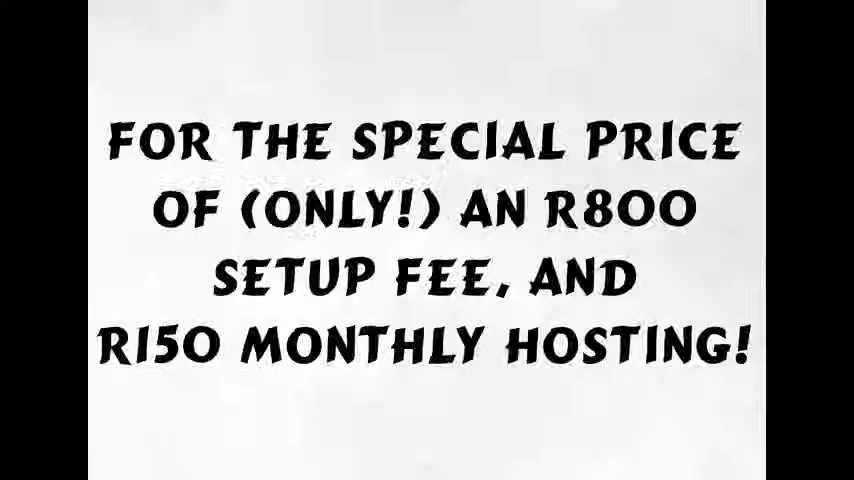 FOR THE SPECIAL PRICE
OF (ONLY!) AN R800
SETUP FEE, AND
R150 MONTHLY HOSTING!